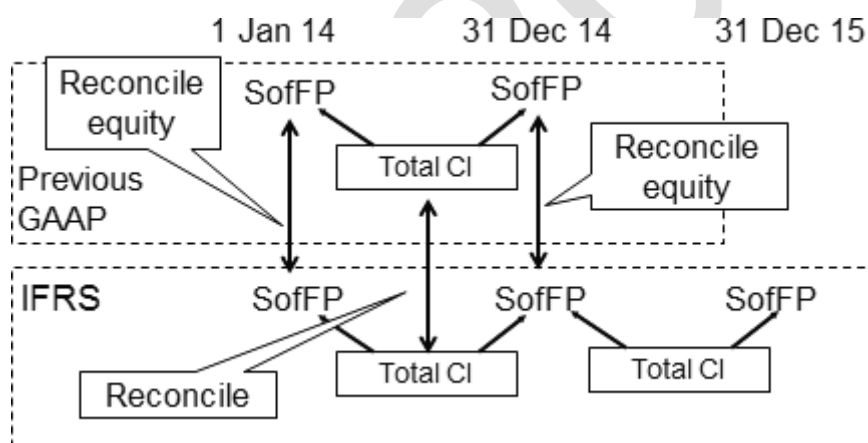 1 Jan 14 31 Dec 14 31 Dec 15
Reconcile
equity
SofFP SofFP
Total CI
Reconcile
equity
Previous
GAAP
IFRS SofFP SofFP SofFP
Total CI Total CI
Reconcile